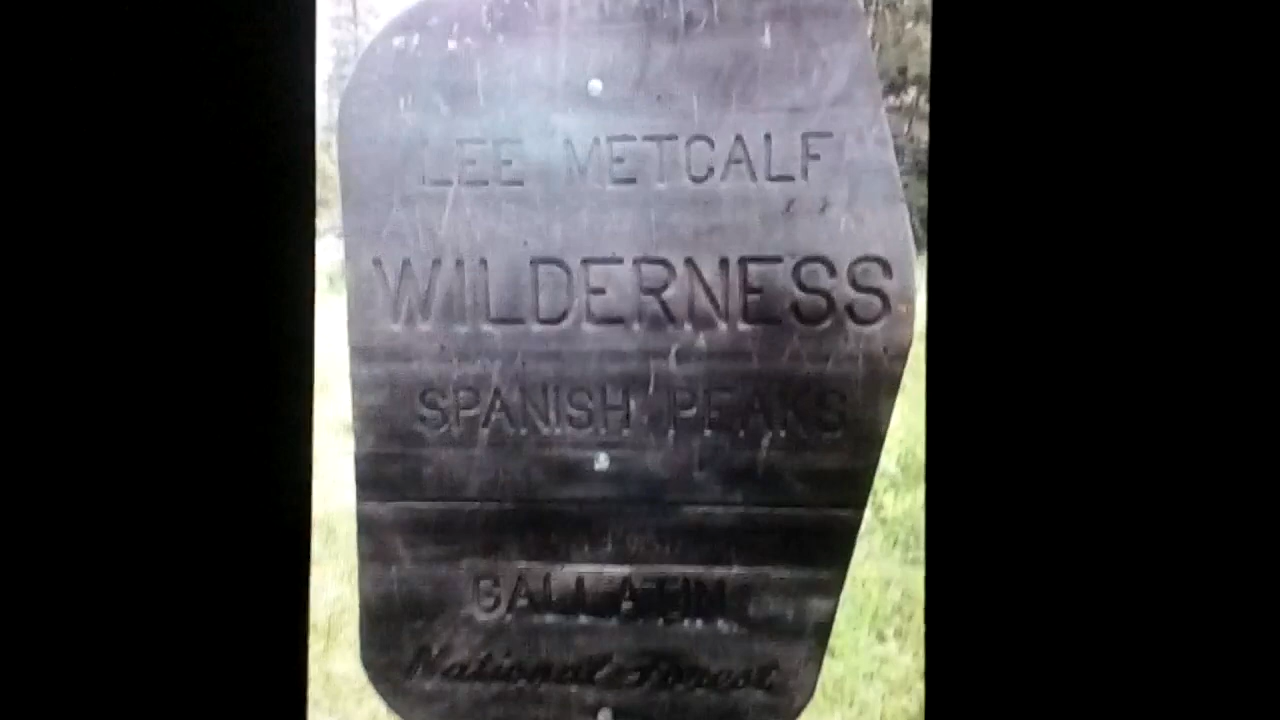 LEE METCALF
WILDERNESS
SPANISH PEAKS
GALLATIN
National Forest